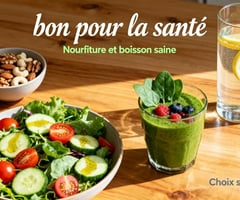 bon pour la santé
Nourfiture et boisson saine
Choix s